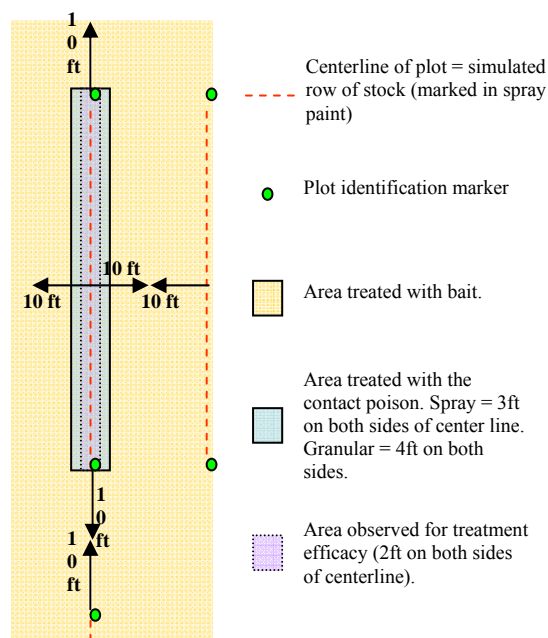 1
0
ft
10 ft
10 ft
10 ft
1
0
ft
1
0
ft
Centerline of plot = simulated
row of stock (marked in spray
paint)
Plot identification marker
Area treated with bait.
Area treated with the
contact poison. Spray = 3ft
on both sides of center line.
Granular = 4ft on both
sides.
Area observed for treatment
efficacy (2ft on both sides
of centerline).